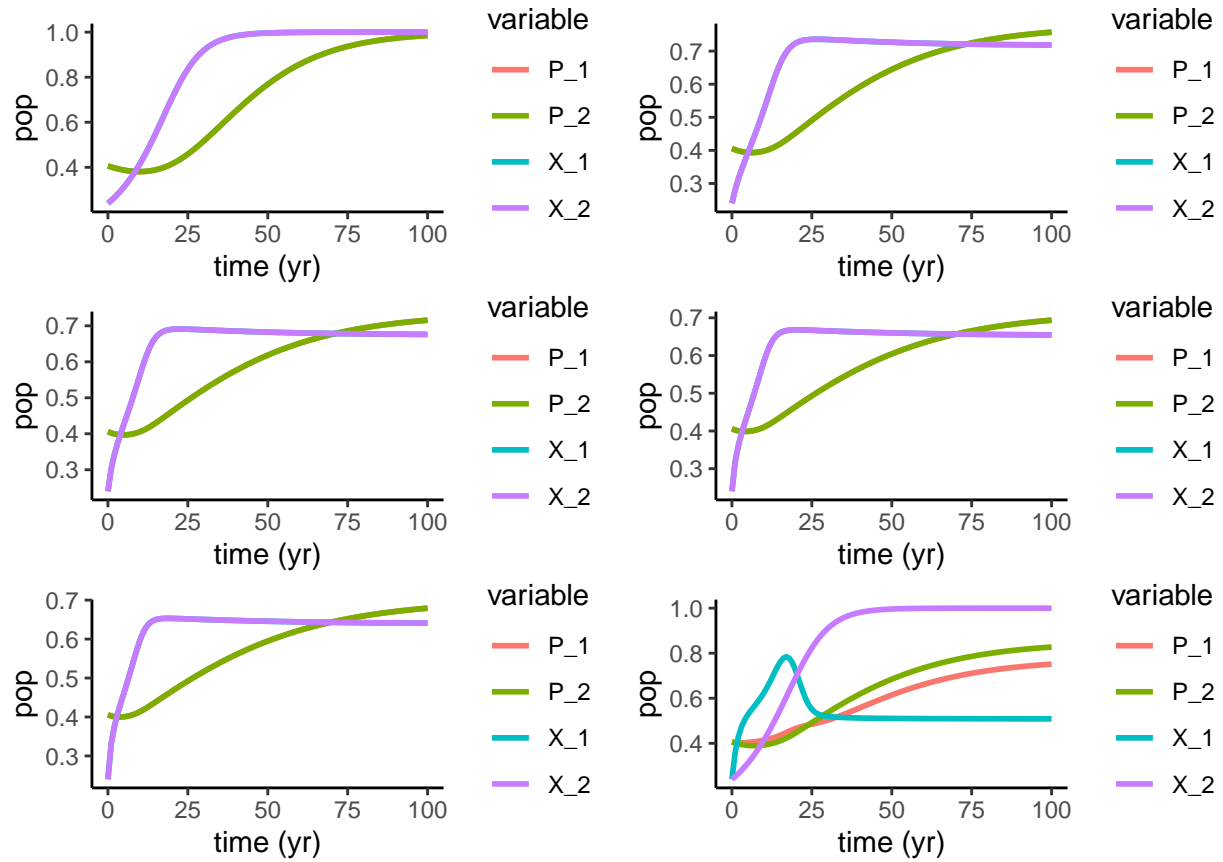 variable
P_1
P_2
X_1
X_2
pop
1.0
0.8
0.6
0.4
0 25 50 75 100
time (yr)
variable
P_1
P_2
X_1
X_2
pop
0.7
0.6
0.5
0.4
0.3
0 25 50 75 100
time (yr)
variable
P_1
P_2
X_1
X_2
pop
0.7
0.6
0.5
0.4
0.3
0 25 50 75 100
time (yr)
variable
P_1
P_2
X_1
X_2
pop
0.7
0.6
0.5
0.4
0.3
0 25 50 75 100
time (yr)
variable
P_1
P_2
X_1
X_2
pop
0.7
0.6
0.5
0.4
0.3
0 25 50 75 100
time (yr)
variable
P_1
P_2
X_1
X_2
pop
1.0
0.8
0.6
0.4
0 25 50 75 100
time (yr)